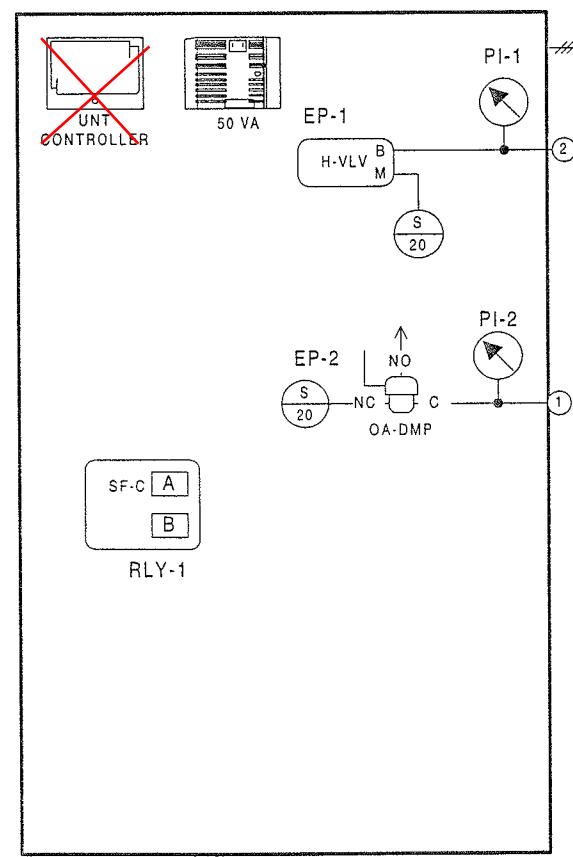 UNT
CONTROLLER
50 VA
PI-1
EP-1
H-VLV
B
M
2
S
20
PI-2
EP-2
NO
S
20
NC
C
1
OA-DMP
SF-C
A
B
RLY-1